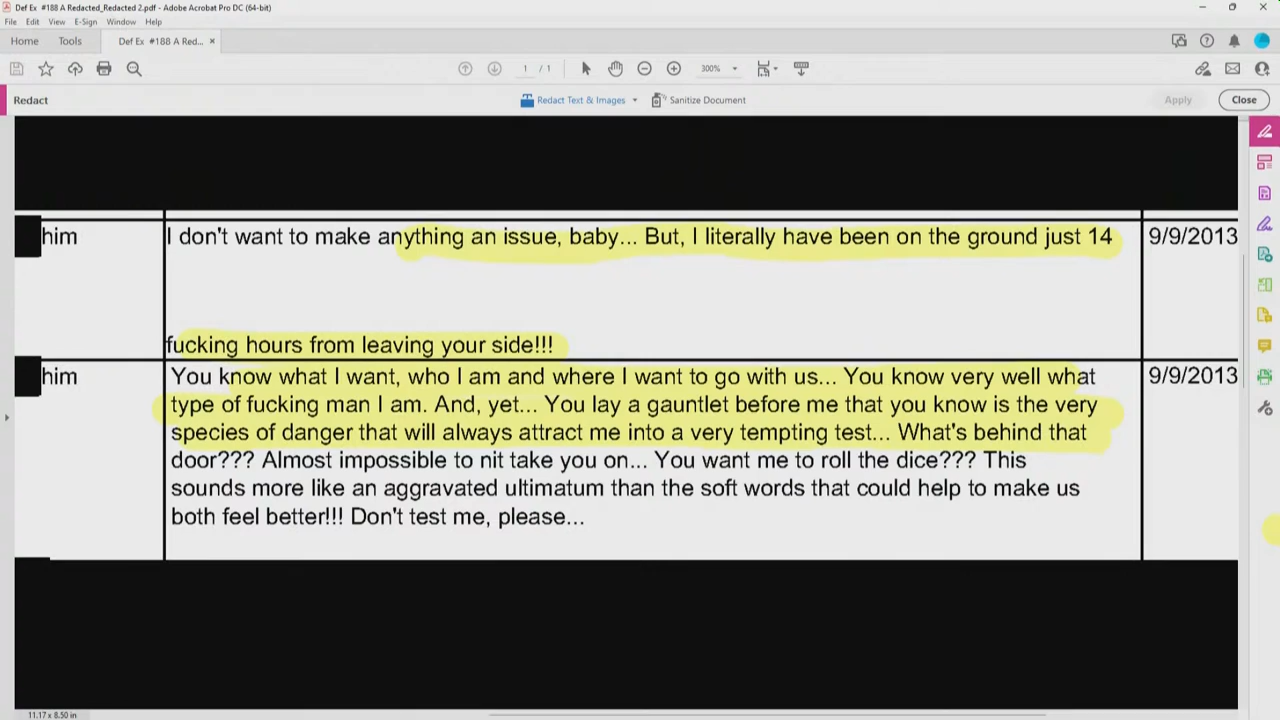 Def Ex #188 A Redacted_Redacted 2.pdf - Adobe Acrobat Pro DC (64-bit)
File Edit View E-Sign Window Help
Home Tools Def Ex #188 A Red... ×
1 / 1 300%
Redact Redact Text & Images Sanitize Document Apply Close
him I don't want to make anything an issue, baby... But, I literally have been on the ground just 14 9/9/2013
fucking hours from leaving your side!!!
him You know what I want, who I am and where I want to go with us... You know very well what 9/9/2013
type of fucking man I am. And, yet... You lay a gauntlet before me that you know is the very
species of danger that will always attract me into a very tempting test... What's behind that
door??? Almost impossible to nit take you on... You want me to roll the dice??? This
sounds more like an aggravated ultimatum than the soft words that could help to make us
both feel better!!! Don't test me, please...
11.17 x 8.50 in